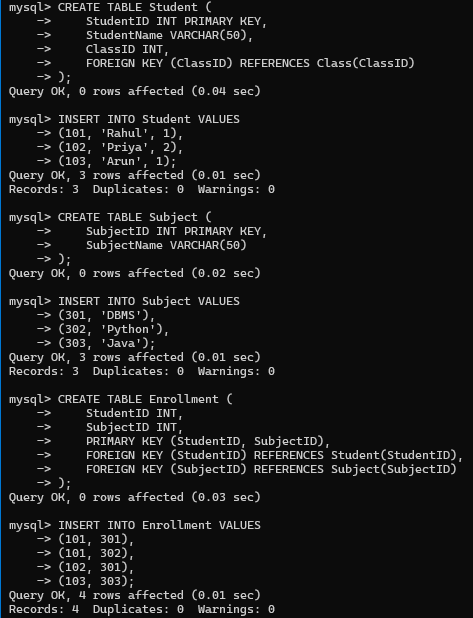 mysql> CREATE TABLE Student (
    ->     StudentID INT PRIMARY KEY,
    ->     StudentName VARCHAR(50),
    ->     ClassID INT,
    ->     FOREIGN KEY (ClassID) REFERENCES Class(ClassID)
    -> );
Query OK, 0 rows affected (0.04 sec)

mysql> INSERT INTO Student VALUES
    -> (101, 'Rahul', 1),
    -> (102, 'Priya', 2),
    -> (103, 'Arun', 1);
Query OK, 3 rows affected (0.01 sec)
Records: 3  Duplicates: 0  Warnings: 0

mysql> CREATE TABLE Subject (
    ->     SubjectID INT PRIMARY KEY,
    ->     SubjectName VARCHAR(50)
    -> );
Query OK, 0 rows affected (0.02 sec)

mysql> INSERT INTO Subject VALUES
    -> (301, 'DBMS'),
    -> (302, 'Python'),
    -> (303, 'Java');
Query OK, 3 rows affected (0.01 sec)
Records: 3  Duplicates: 0  Warnings: 0

mysql> CREATE TABLE Enrollment (
    ->     StudentID INT,
    ->     SubjectID INT,
    ->     PRIMARY KEY (StudentID, SubjectID),
    ->     FOREIGN KEY (StudentID) REFERENCES Student(StudentID),
    ->     FOREIGN KEY (SubjectID) REFERENCES Subject(SubjectID)
    -> );
Query OK, 0 rows affected (0.03 sec)

mysql> INSERT INTO Enrollment VALUES
    -> (101, 301),
    -> (101, 302),
    -> (102, 301),
    -> (103, 303);
Query OK, 4 rows affected (0.01 sec)
Records: 4  Duplicates: 0  Warnings: 0